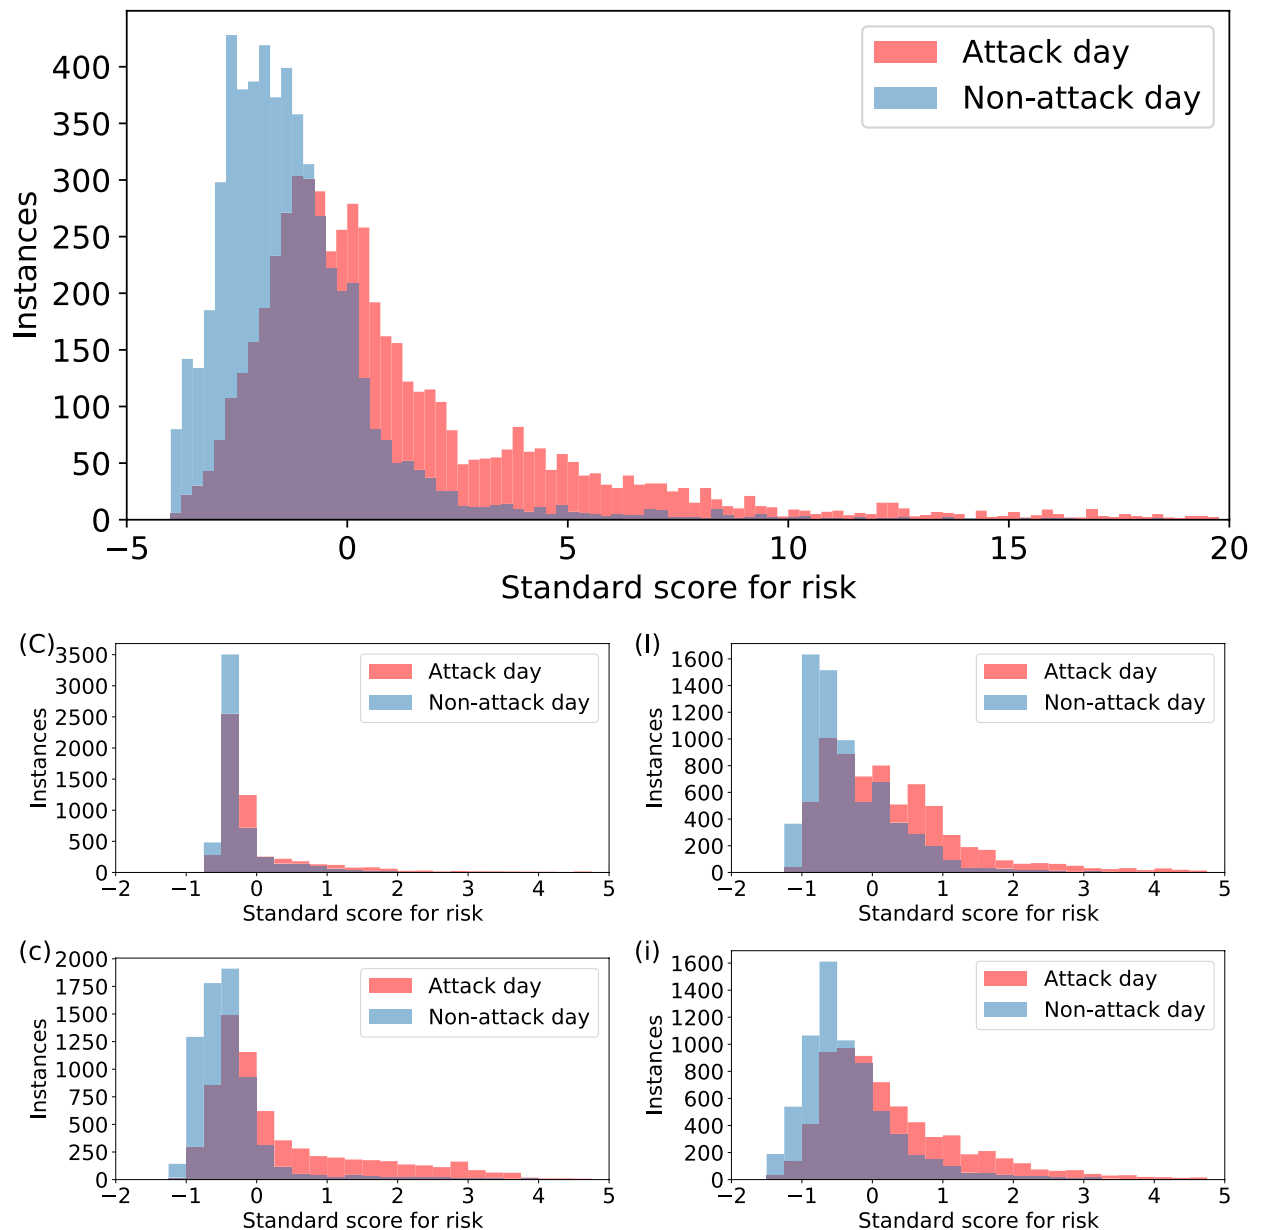 Attack day
Non-attack day
400
350
300
250
200
150
100
50
0
Instances
−5 0 5 10 15 20
Standard score for risk
(C)
Attack day
Non-attack day
3500
3000
2500
2000
1500
1000
500
0
Instances
−2 −1 0 1 2 3 4 5
Standard score for risk
(I)
Attack day
Non-attack day
1600
1400
1200
1000
800
600
400
200
0
Instances
−2 −1 0 1 2 3 4 5
Standard score for risk
(c)
Attack day
Non-attack day
2000
1750
1500
1250
1000
750
500
250
0
Instances
−2 −1 0 1 2 3 4 5
Standard score for risk
(i)
Attack day
Non-attack day
1600
1400
1200
1000
800
600
400
200
0
Instances
−2 −1 0 1 2 3 4 5
Standard score for risk